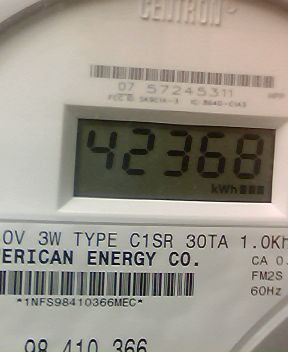 CENTRON
07 57245311
42368
kWh
0V 3W TYPE C1SR 30TA 1.0Kh
ERICAN ENERGY CO.
CA 0.
FM2S
60Hz
*1NFS98410366MEC*
98 410 366